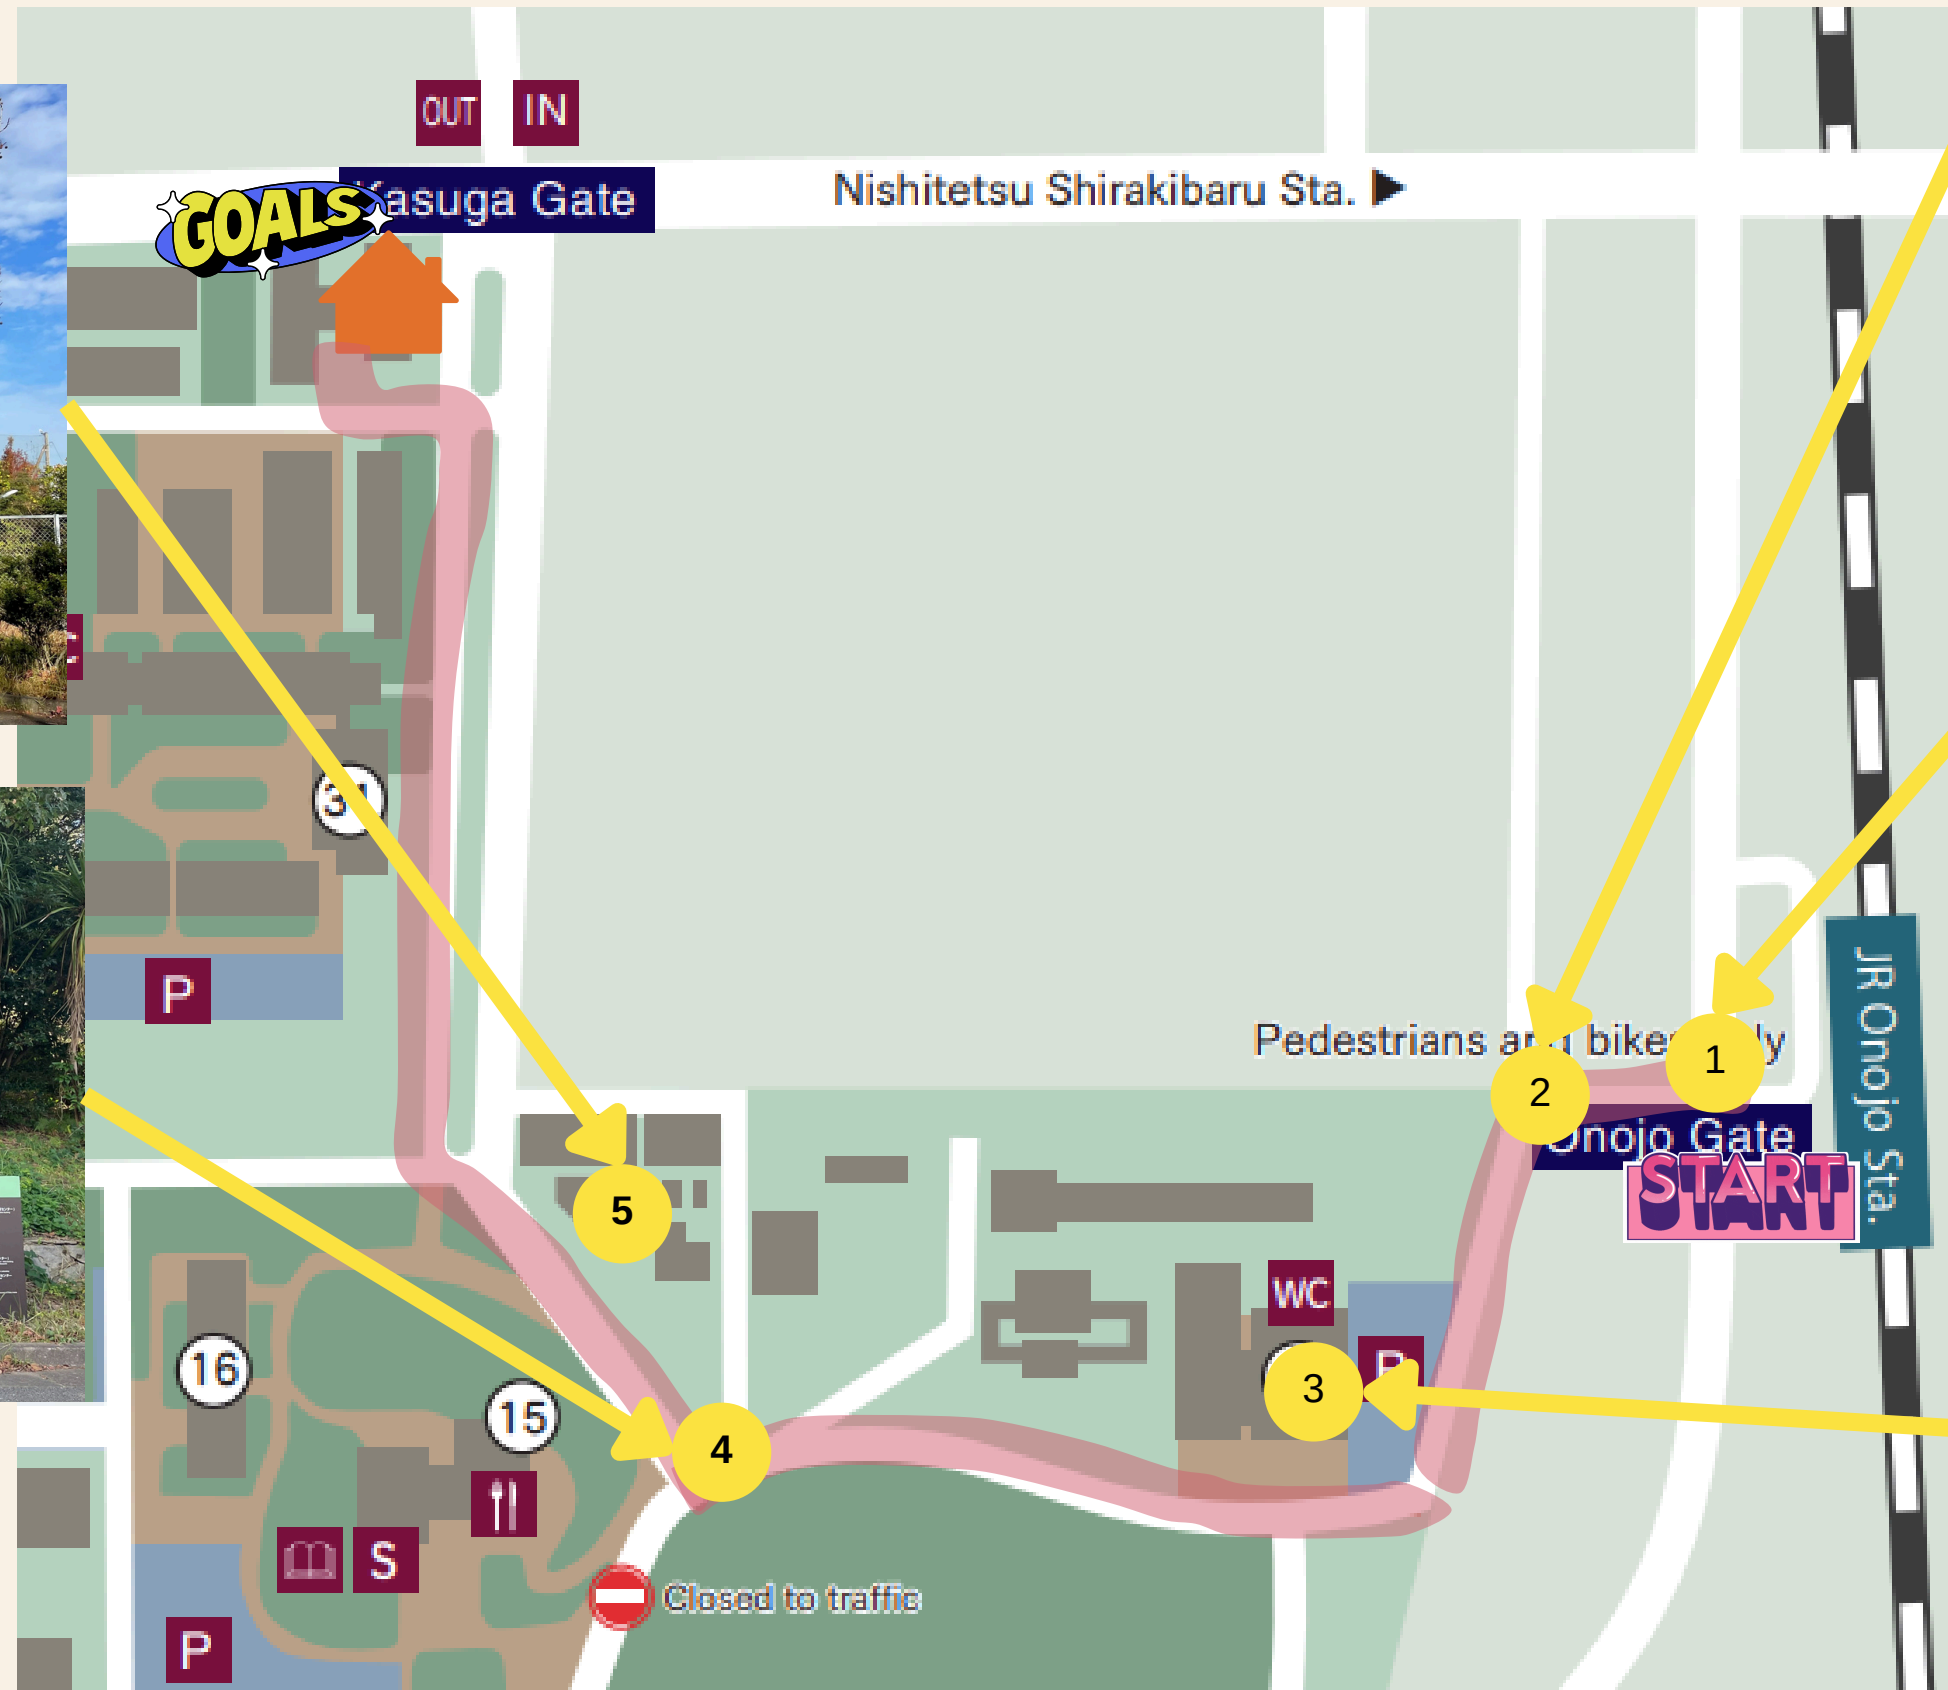 OUT IN
Kasuga Gate
GOALS
Nishitetsu Shirakibaru Sta. ▶
31
P
JR Onojo Sta.
Pedestrians and bikes only
1
2
Onojo Gate
START
5
WC
P
3
16
15
4
S
Closed to traffic
P